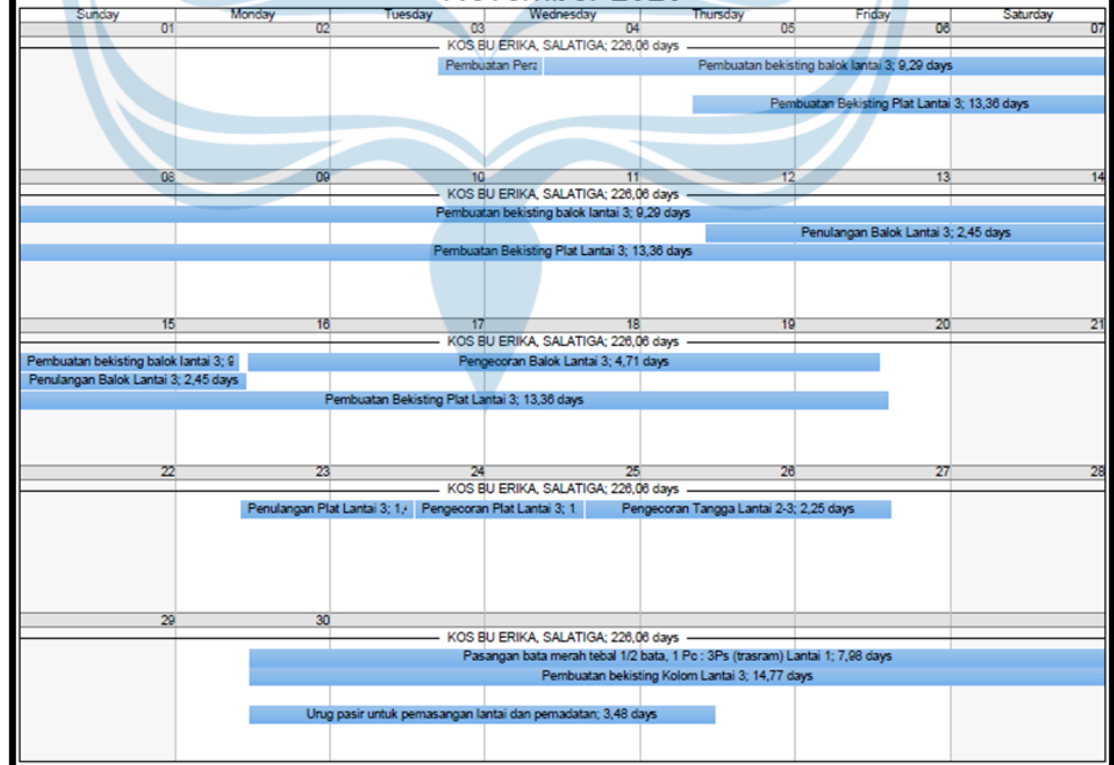 Sunday Monday Tuesday Wednesday Thursday Friday Saturday
01 02 03 04 05 06 07
KOS BU ERIKA, SALATIGA; 226,06 days
Pembuatan Pera Pembuatan bekisting balok lantai 3; 9,29 days
Pembuatan Bekisting Plat Lantai 3; 13,36 days
08 09 10 11 12 13 14
KOS BU ERIKA, SALATIGA; 226,06 days
Pembuatan bekisting balok lantai 3; 9,29 days
Penulangan Balok Lantai 3; 2,45 days
Pembuatan Bekisting Plat Lantai 3; 13,36 days
15 16 17 18 19 20 21
KOS BU ERIKA, SALATIGA; 226,06 days
Pembuatan bekisting balok lantai 3; 9 Pengecoran Balok Lantai 3; 4,71 days
Penulangan Balok Lantai 3; 2,45 days
Pembuatan Bekisting Plat Lantai 3; 13,36 days
22 23 24 25 26 27 28
KOS BU ERIKA, SALATIGA; 226,06 days
Penulangan Plat Lantai 3; 1, Pengecoran Plat Lantai 3; 1 Pengecoran Tangga Lantai 2-3; 2,25 days
29 30
KOS BU ERIKA, SALATIGA; 226,06 days
Pasangan bata merah tebal 1/2 bata, 1 Pc : 3Ps (trasram) Lantai 1; 7,98 days
Pembuatan bekisting Kolom Lantai 3; 14,77 days
Urug pasir untuk pemasangan lantai dan pemadatan; 3,48 days